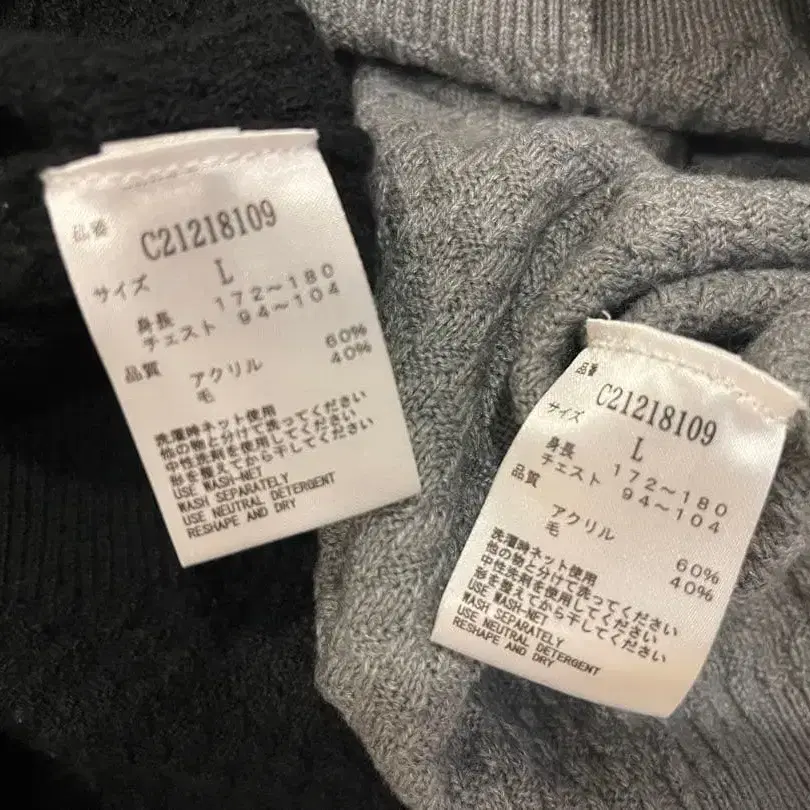 品番
C21218109
サイズ
L
身長 172～180
チェスト 94～104
品質
アクリル 60%
毛 40%
洗濯時ネット使用
他の物と分けて洗ってください
中性洗剤を使用してください
形を整えてから干してください
USE WASH-NET
WASH SEPARATELY
USE NEUTRAL DETERGENT
RESHAPE AND DRY
品番
C21218109
サイズ
L
身長 172～180
チェスト 94～104
品質
アクリル 60%
毛 40%
洗濯時ネット使用
他の物と分けて洗ってください
中性洗剤を使用してください
形を整えてから干してください
USE WASH-NET
WASH SEPARATELY
USE NEUTRAL DETERGENT
RESHAPE AND DRY